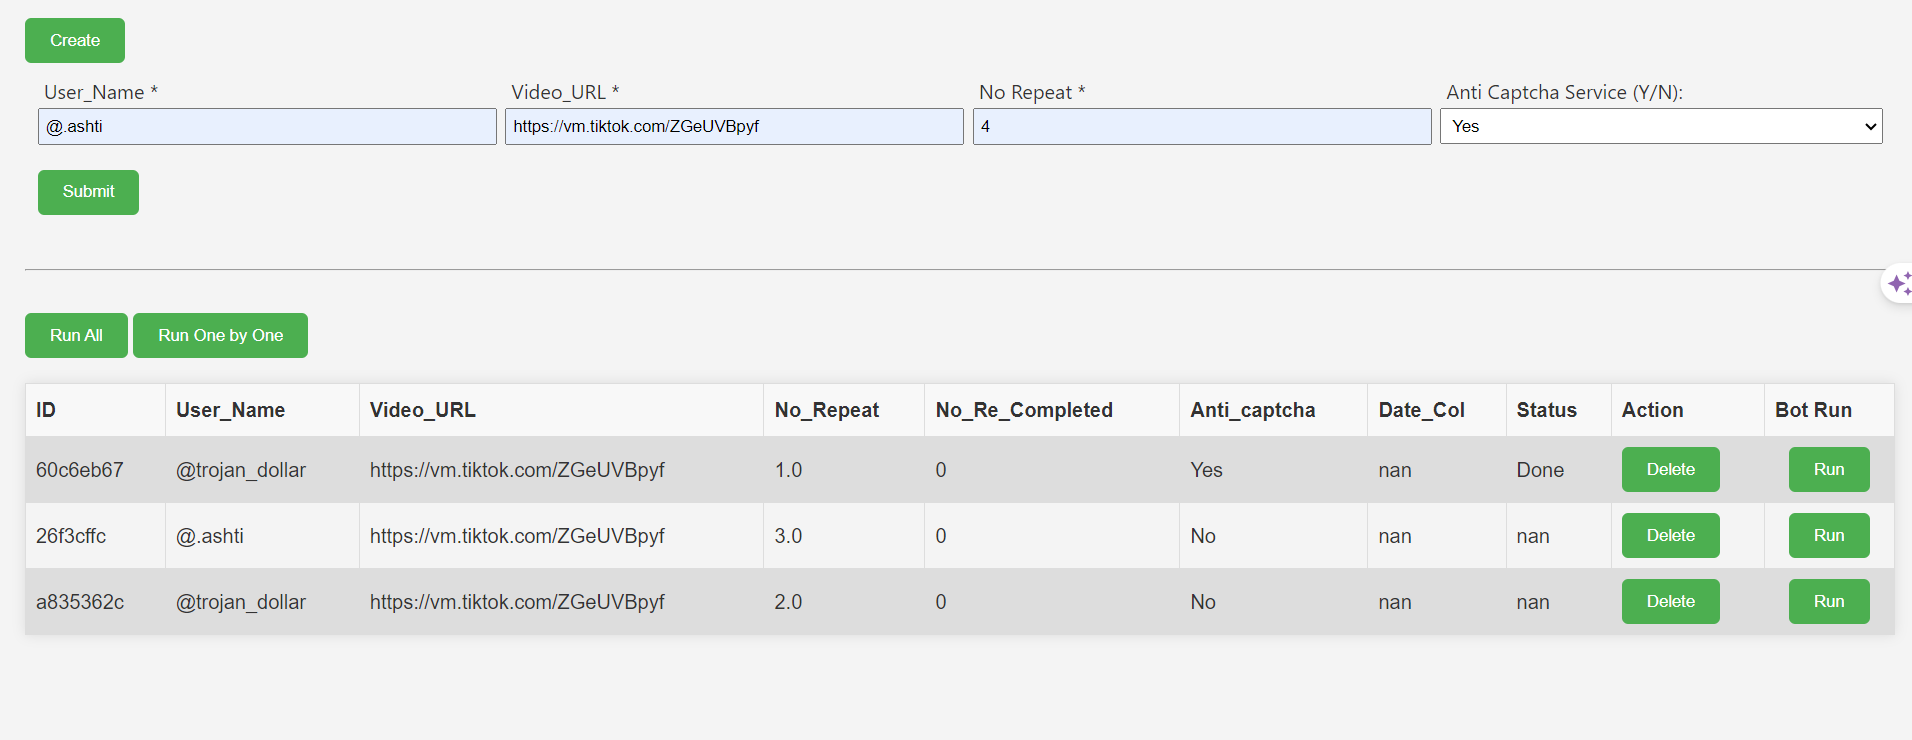 Create
User_Name * Video_URL * No Repeat * Anti Captcha Service (Y/N):
@.ashti https://vm.tiktok.com/ZGeUVBpyf 4 Yes
Submit
Run All Run One by One
ID User_Name Video_URL No_Repeat No_Re_Completed Anti_captcha Date_Col Status Action Bot Run
60c6eb67 @trojan_dollar https://vm.tiktok.com/ZGeUVBpyf 1.0 0 Yes nan Done Delete Run
26f3cffc @.ashti https://vm.tiktok.com/ZGeUVBpyf 3.0 0 No nan nan Delete Run
a835362c @trojan_dollar https://vm.tiktok.com/ZGeUVBpyf 2.0 0 No nan nan Delete Run